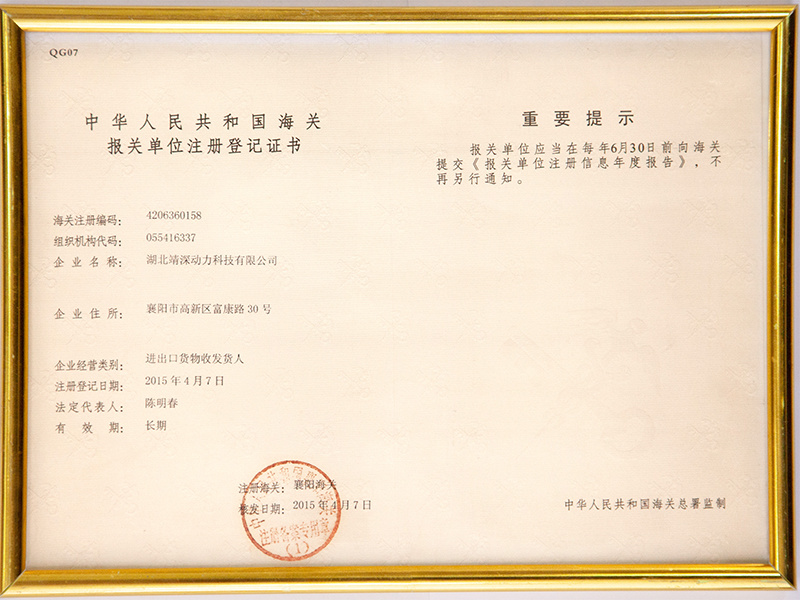 QG07
中华人民共和国海关
报关单位注册登记证书
海关注册编码： 4206360158
组织机构代码： 055416337
企业名称： 湖北靖深动力科技有限公司
企业住所： 襄阳市高新区富康路30号
企业经营类别： 进出口货物收发货人
注册登记日期： 2015年4月7日
法定代表人： 陈明春
有效期： 长期
注册海关： 襄阳海关
核发日期： 2015年4月7日
重要提示
报关单位应当在每年6月30日前向海关
提交《报关单位注册信息年度报告》，不
再另行通知。
中华人民共和国海关总署监制